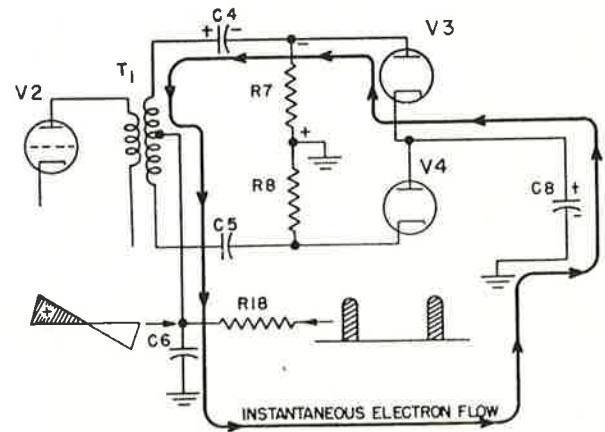 C4
+ -
V3
T1
-
V2
R7
+
V4
R8
C8
+
-
C5
+
R18
C6
INSTANTANEOUS ELECTRON FLOW